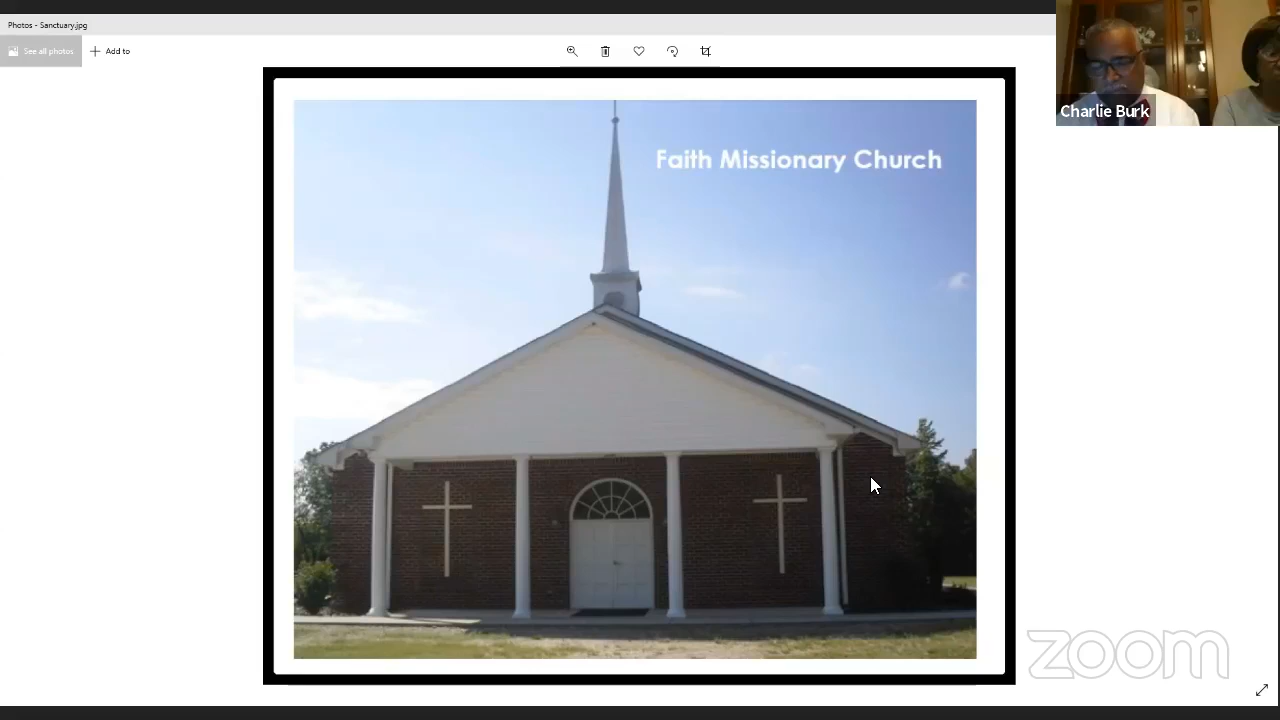 Photos - Sanctuary.jpg
See all photos
Add to
Charlie Burk
Faith Missionary Church
zoom